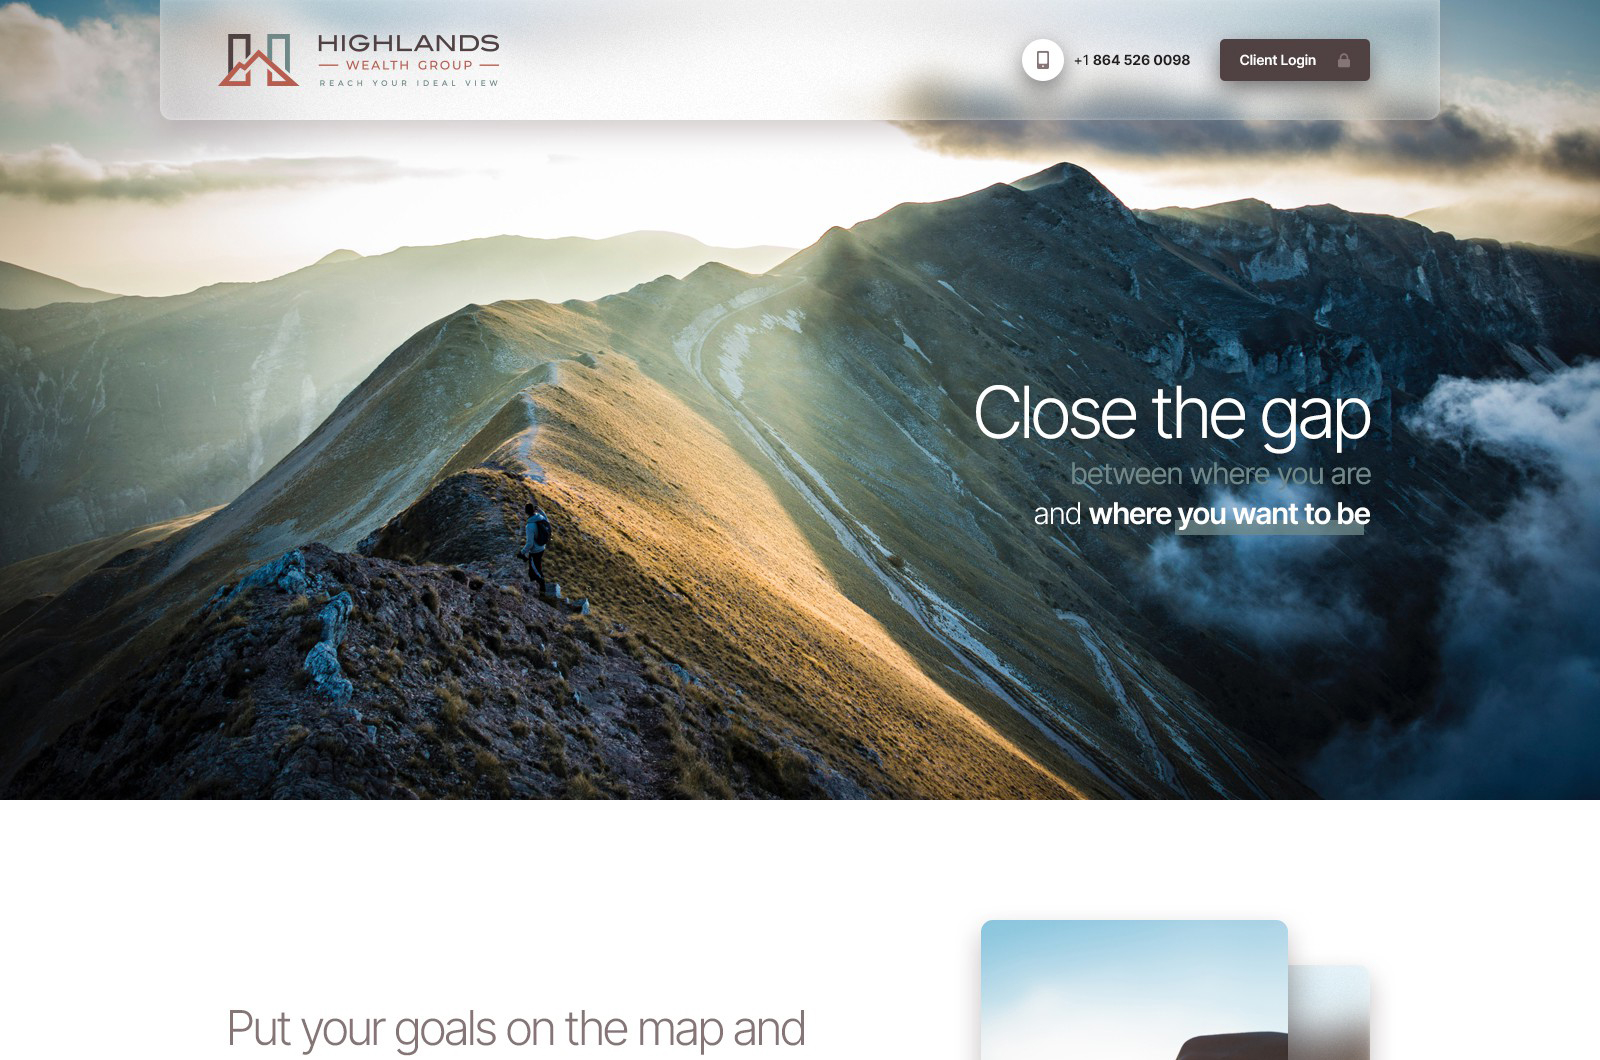 HIGHLANDS
WEALTH GROUP
REACH YOUR IDEAL VIEW
+1 864 526 0098
Client Login
Close the gap
between where you are
and where you want to be
Put your goals on the map and